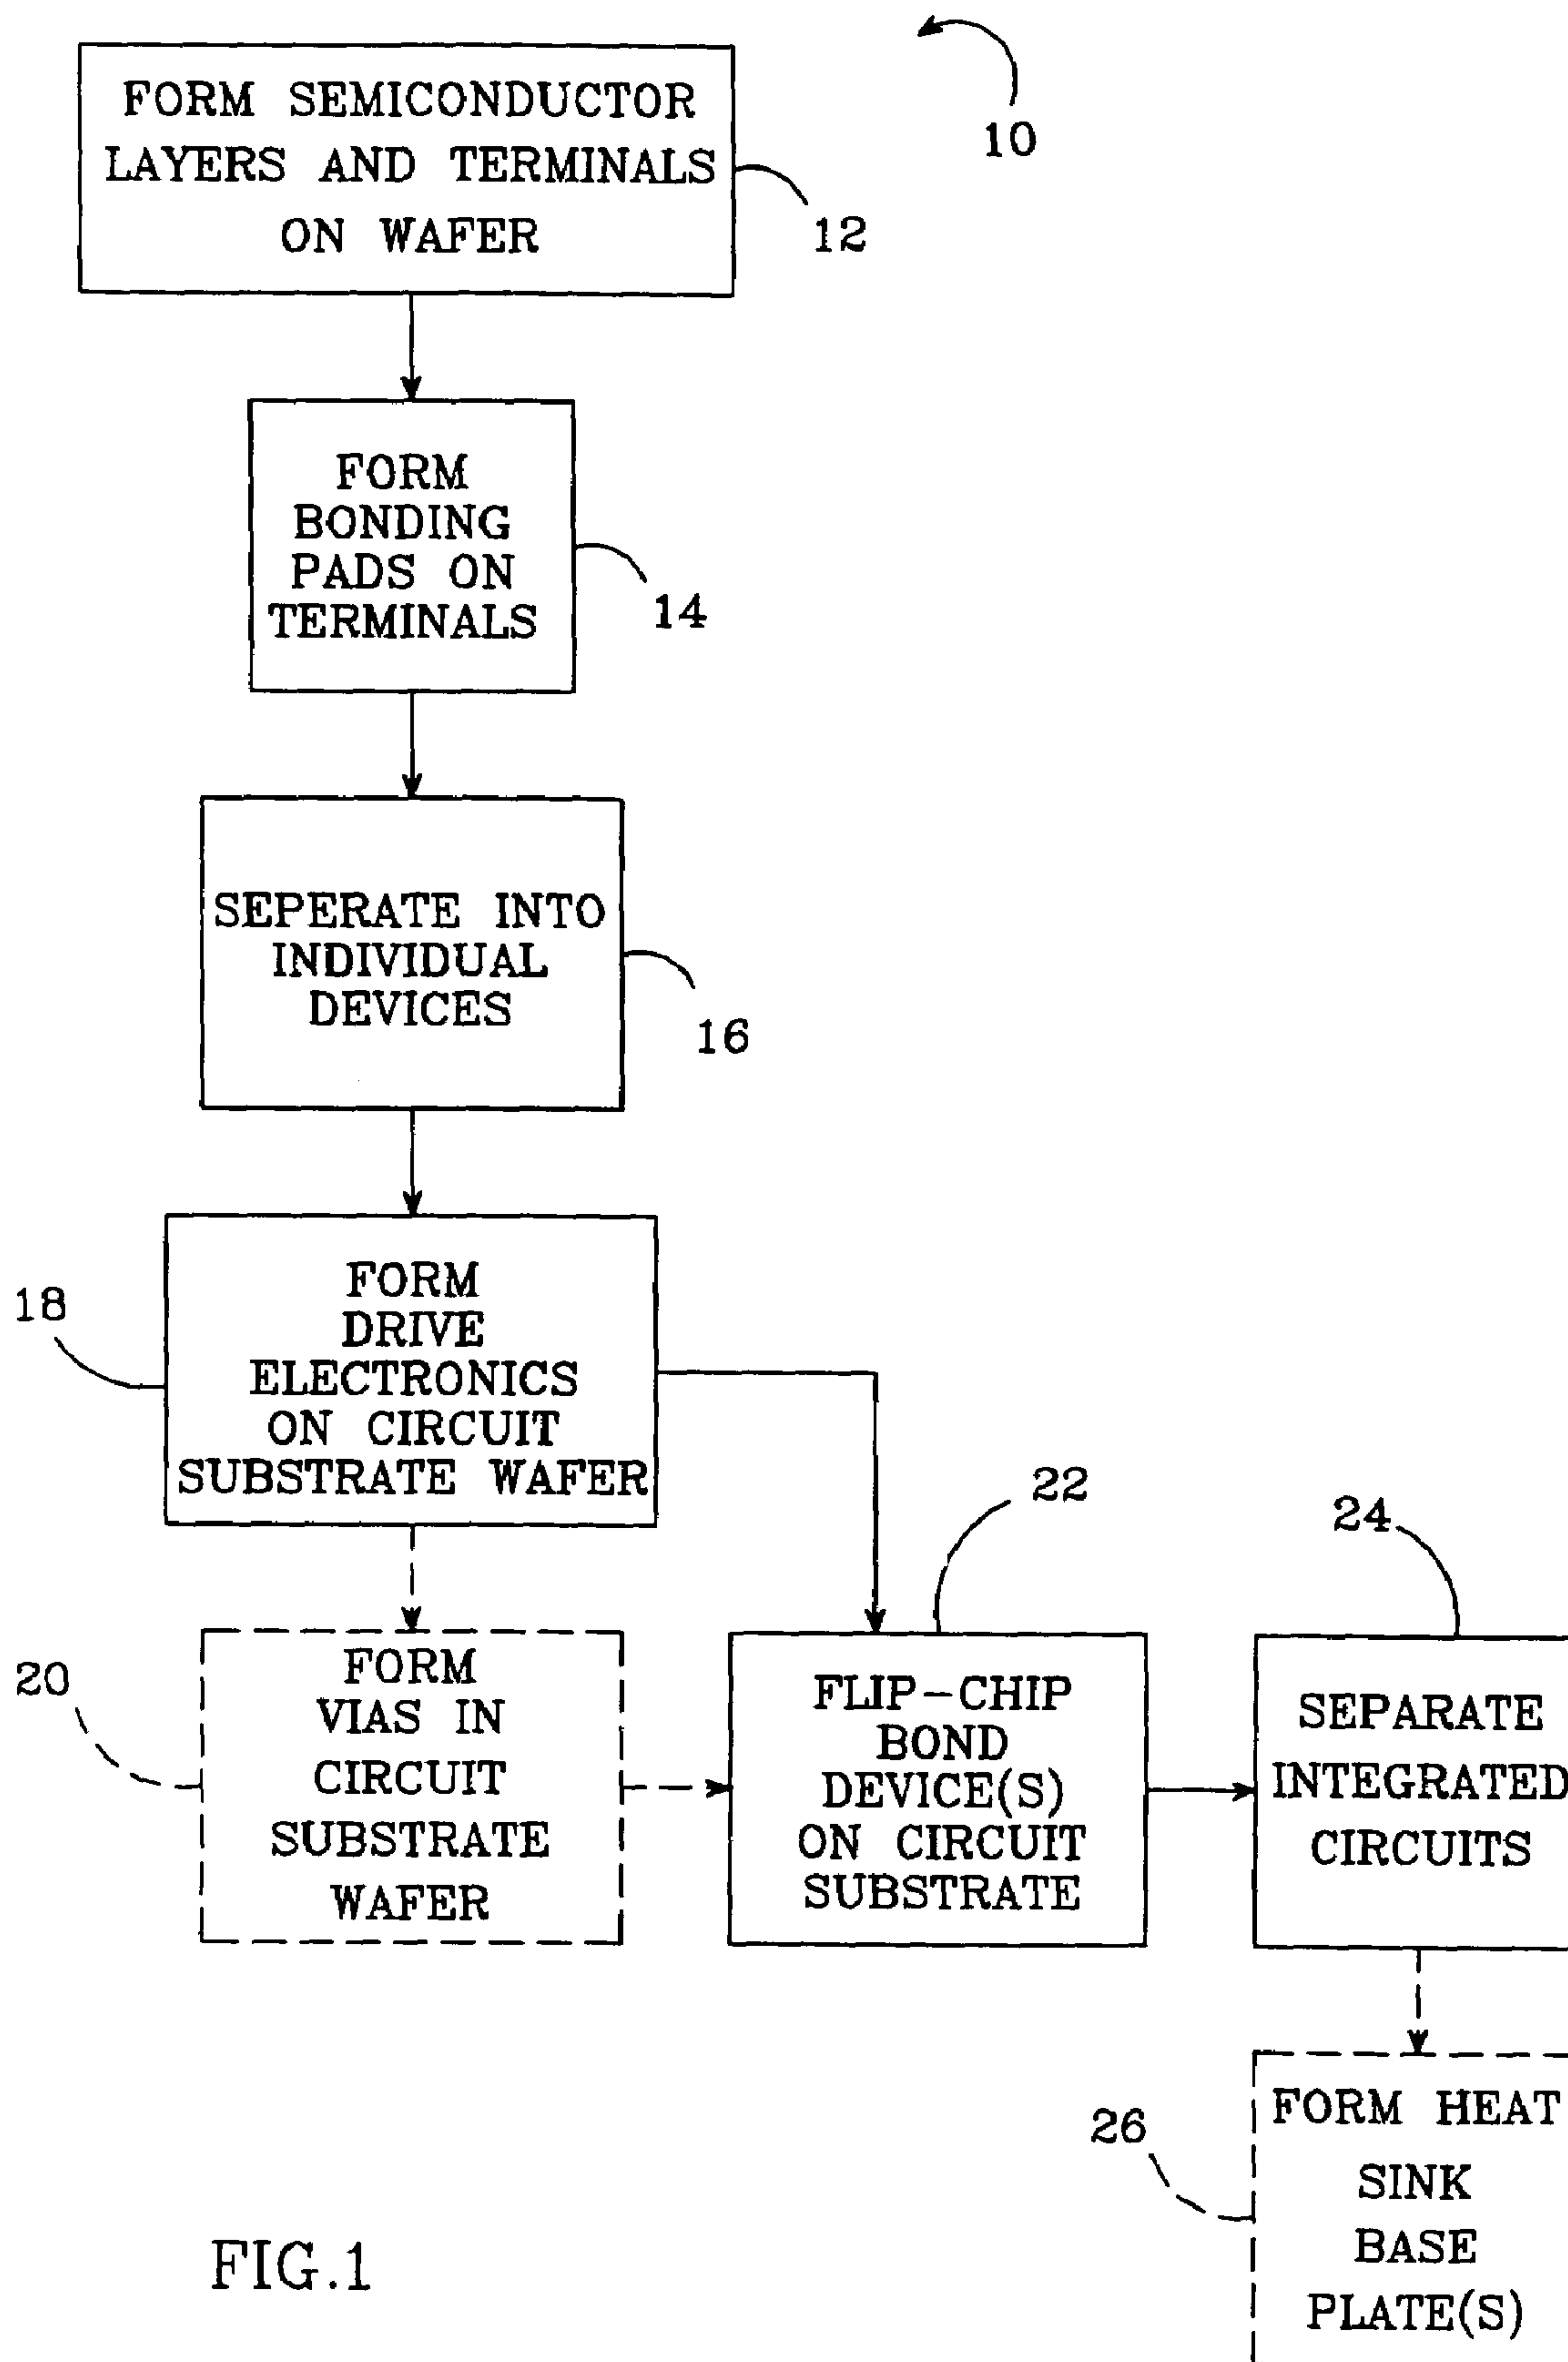 10
FORM SEMICONDUCTOR
LAYERS AND TERMINALS
ON WAFER
12
FORM
BONDING
PADS ON
TERMINALS
14
SEPERATE INTO
INDIVIDUAL
DEVICES
16
FORM
DRIVE
ELECTRONICS
ON CIRCUIT
SUBSTRATE WAFER
18
FORM
VIAS IN
CIRCUIT
SUBSTRATE
WAFER
20
22
FLIP-CHIP
BOND
DEVICE(S)
ON CIRCUIT
SUBSTRATE
24
SEPARATE
INTEGRATED
CIRCUITS
26
FORM HEAT
SINK
BASE
PLATE(S)
FIG.1